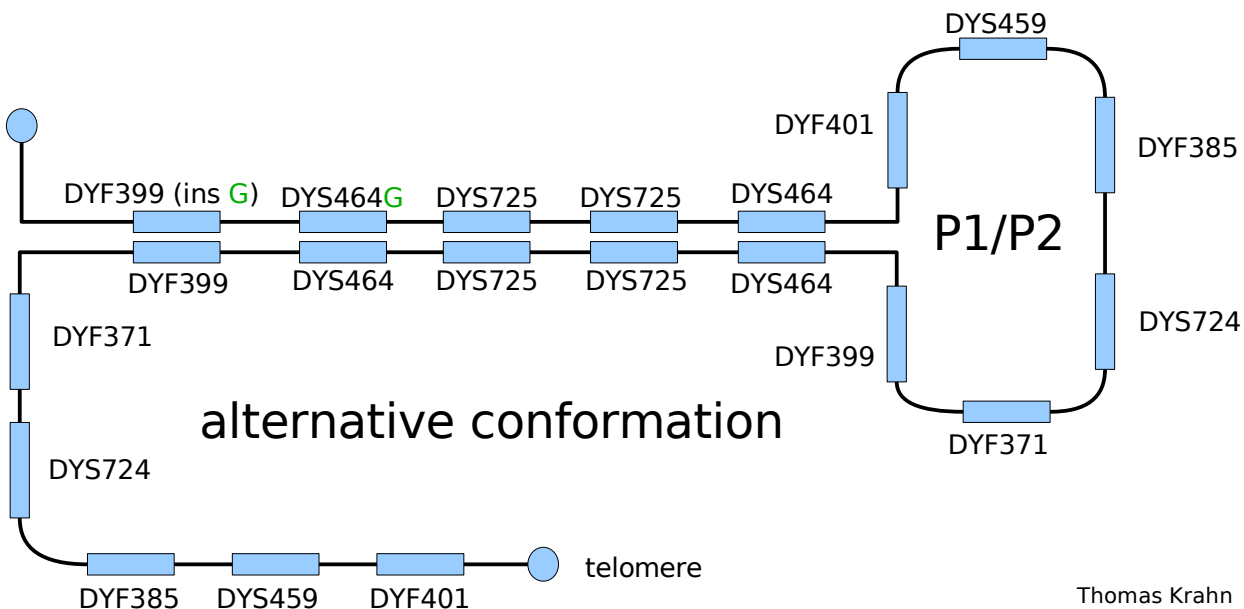 DYS459
DYF401
DYF385
DYF399 (ins G)
DYS464G
DYS725
DYS725
DYS464
P1/P2
DYF399
DYS464
DYS725
DYS725
DYS464
DYF371
DYF399
DYS724
alternative conformation
DYF371
DYS724
telomere
DYF385
DYS459
DYF401
Thomas Krahn